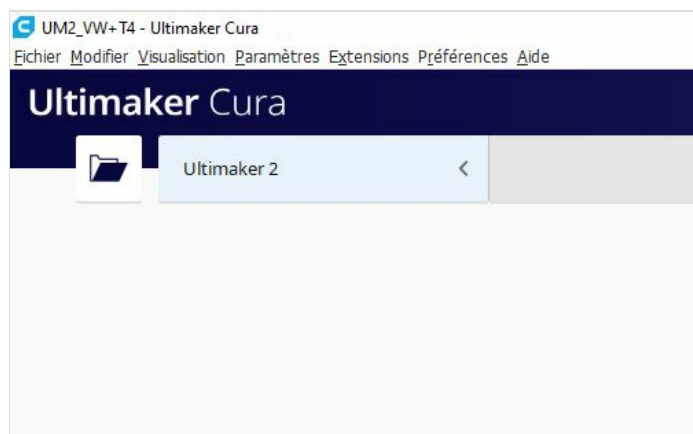 UM2_VW+T4 - Ultimaker Cura
Fichier Modifier Visualisation Paramètres Extensions Préférences Aide
Ultimaker Cura
Ultimaker 2